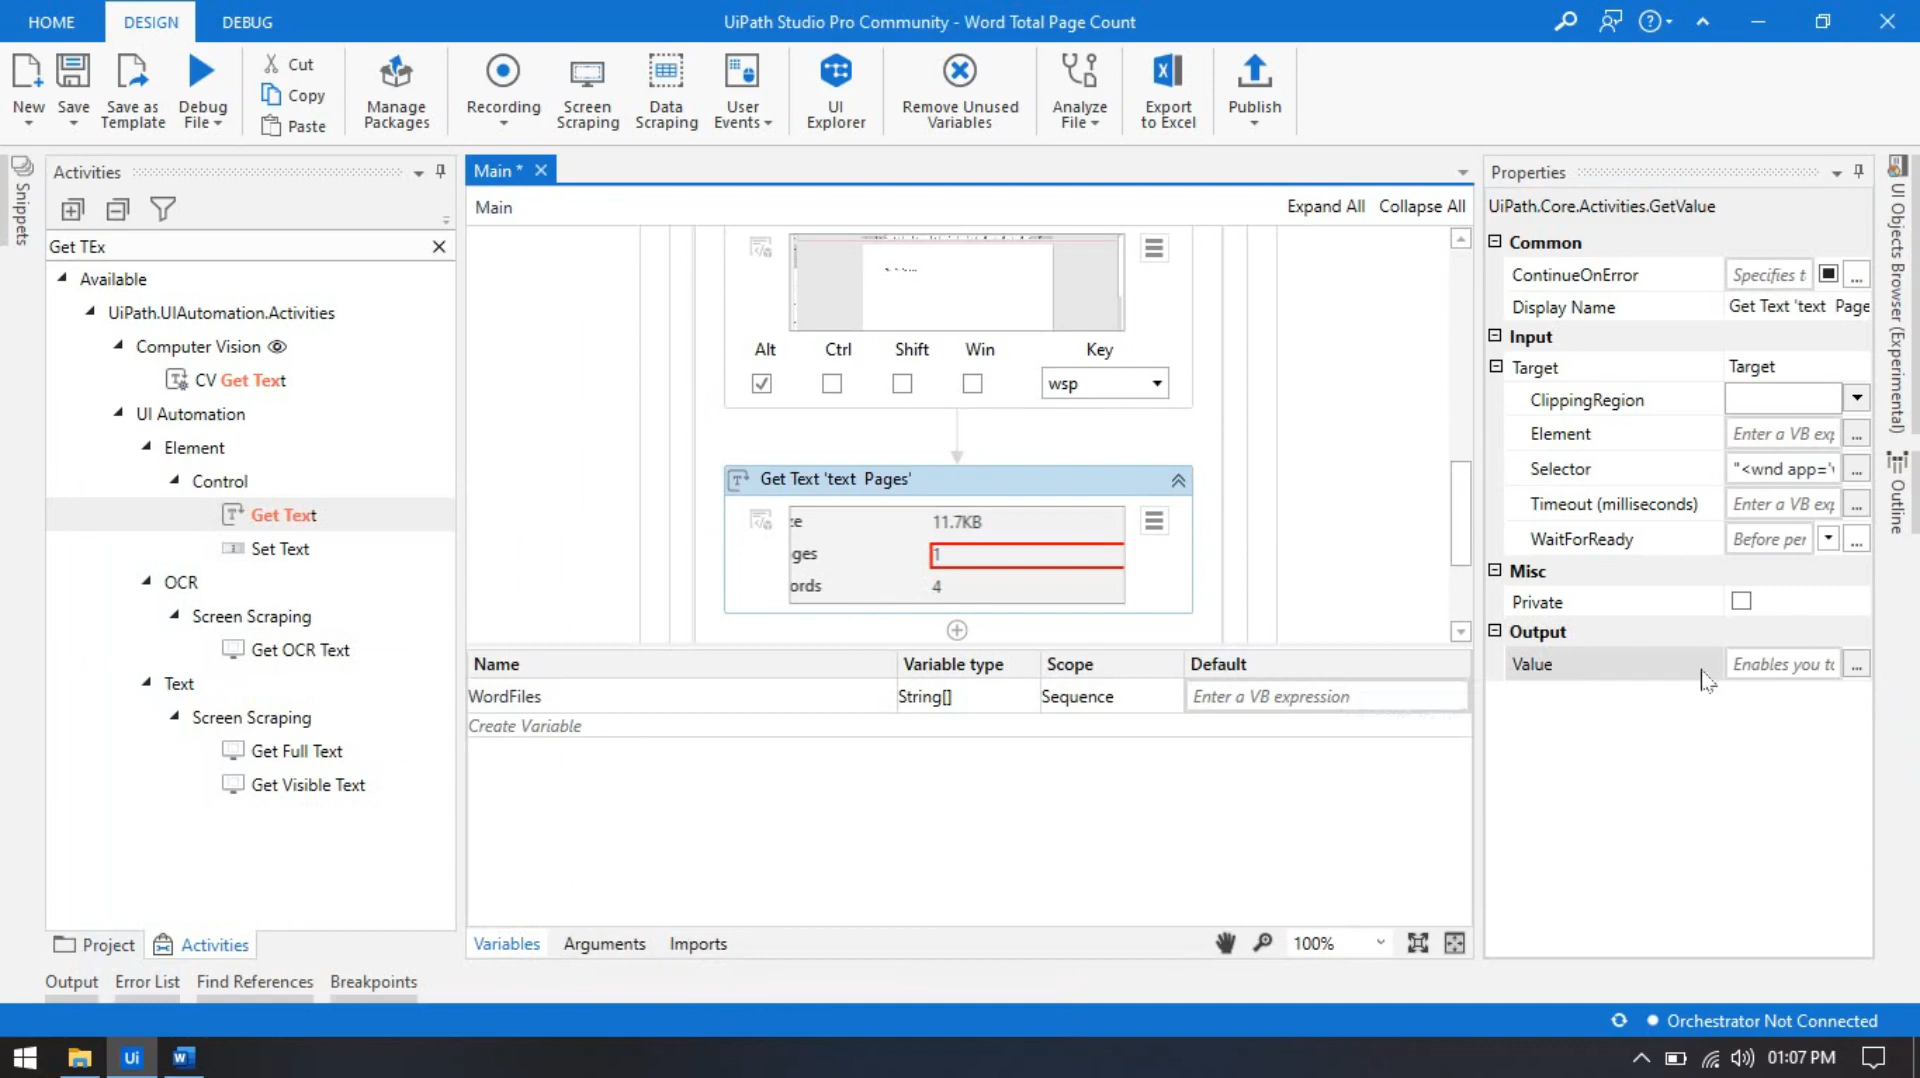 HOME DESIGN DEBUG UiPath Studio Pro Community - Word Total Page Count
New Save Save as Template Debug File Cut Copy Paste Manage Packages Recording Screen Scraping Data Scraping User Events UI Explorer Remove Unused Variables Analyze File Export to Excel Publish
Snippets
Activities
Get TEx
Available
UiPath.UIAutomation.Activities
Computer Vision
CV Get Text
UI Automation
Element
Control
Get Text
Set Text
OCR
Screen Scraping
Get OCR Text
Text
Screen Scraping
Get Full Text
Get Visible Text
Project Activities
Main *
Main Expand All Collapse All
Alt Ctrl Shift Win Key
wsp
Get Text 'text Pages'
ze 11.7KB
ges 1
ords 4
Name Variable type Scope Default
WordFiles String[] Sequence Enter a VB expression
Create Variable
Variables Arguments Imports 100%
Properties
UiPath.Core.Activities.GetValue
Common
ContinueOnError Specifies t ...
Display Name Get Text 'text Page
Input
Target Target
ClippingRegion
Element Enter a VB exp ...
Selector "<wnd app='\ ...
Timeout (milliseconds) Enter a VB exp ...
WaitForReady Before per ...
Misc
Private
Output
Value Enables you to ...
UI Objects Browser (Experimental)
Outline
Output Error List Find References Breakpoints
Orchestrator Not Connected
Ui 01:07 PM